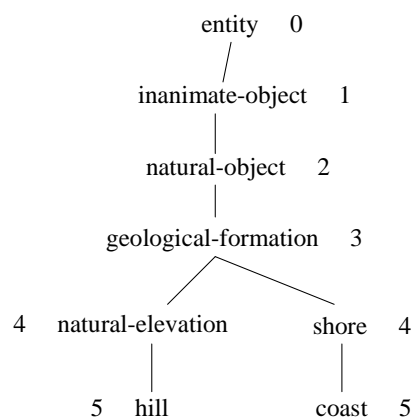 entity 0
inanimate-object 1
natural-object 2
geological-formation 3
4 natural-elevation shore 4
5 hill coast 5